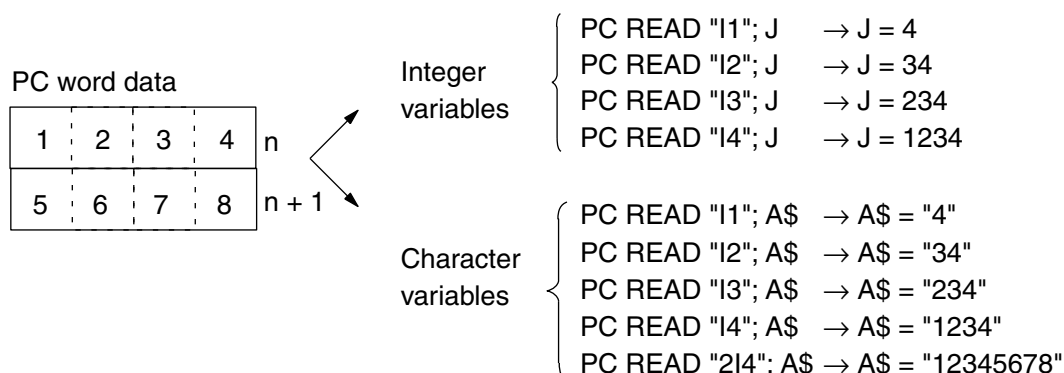 PC word data
1 2 3 4 n
5 6 7 8 n + 1
Integer
variables
PC READ "I1"; J → J = 4
PC READ "I2"; J → J = 34
PC READ "I3"; J → J = 234
PC READ "I4"; J → J = 1234
Character
variables
PC READ "I1"; A$ → A$ = "4"
PC READ "I2"; A$ → A$ = "34"
PC READ "I3"; A$ → A$ = "234"
PC READ "I4"; A$ → A$ = "1234"
PC READ "2I4"; A$ → A$ = "12345678"